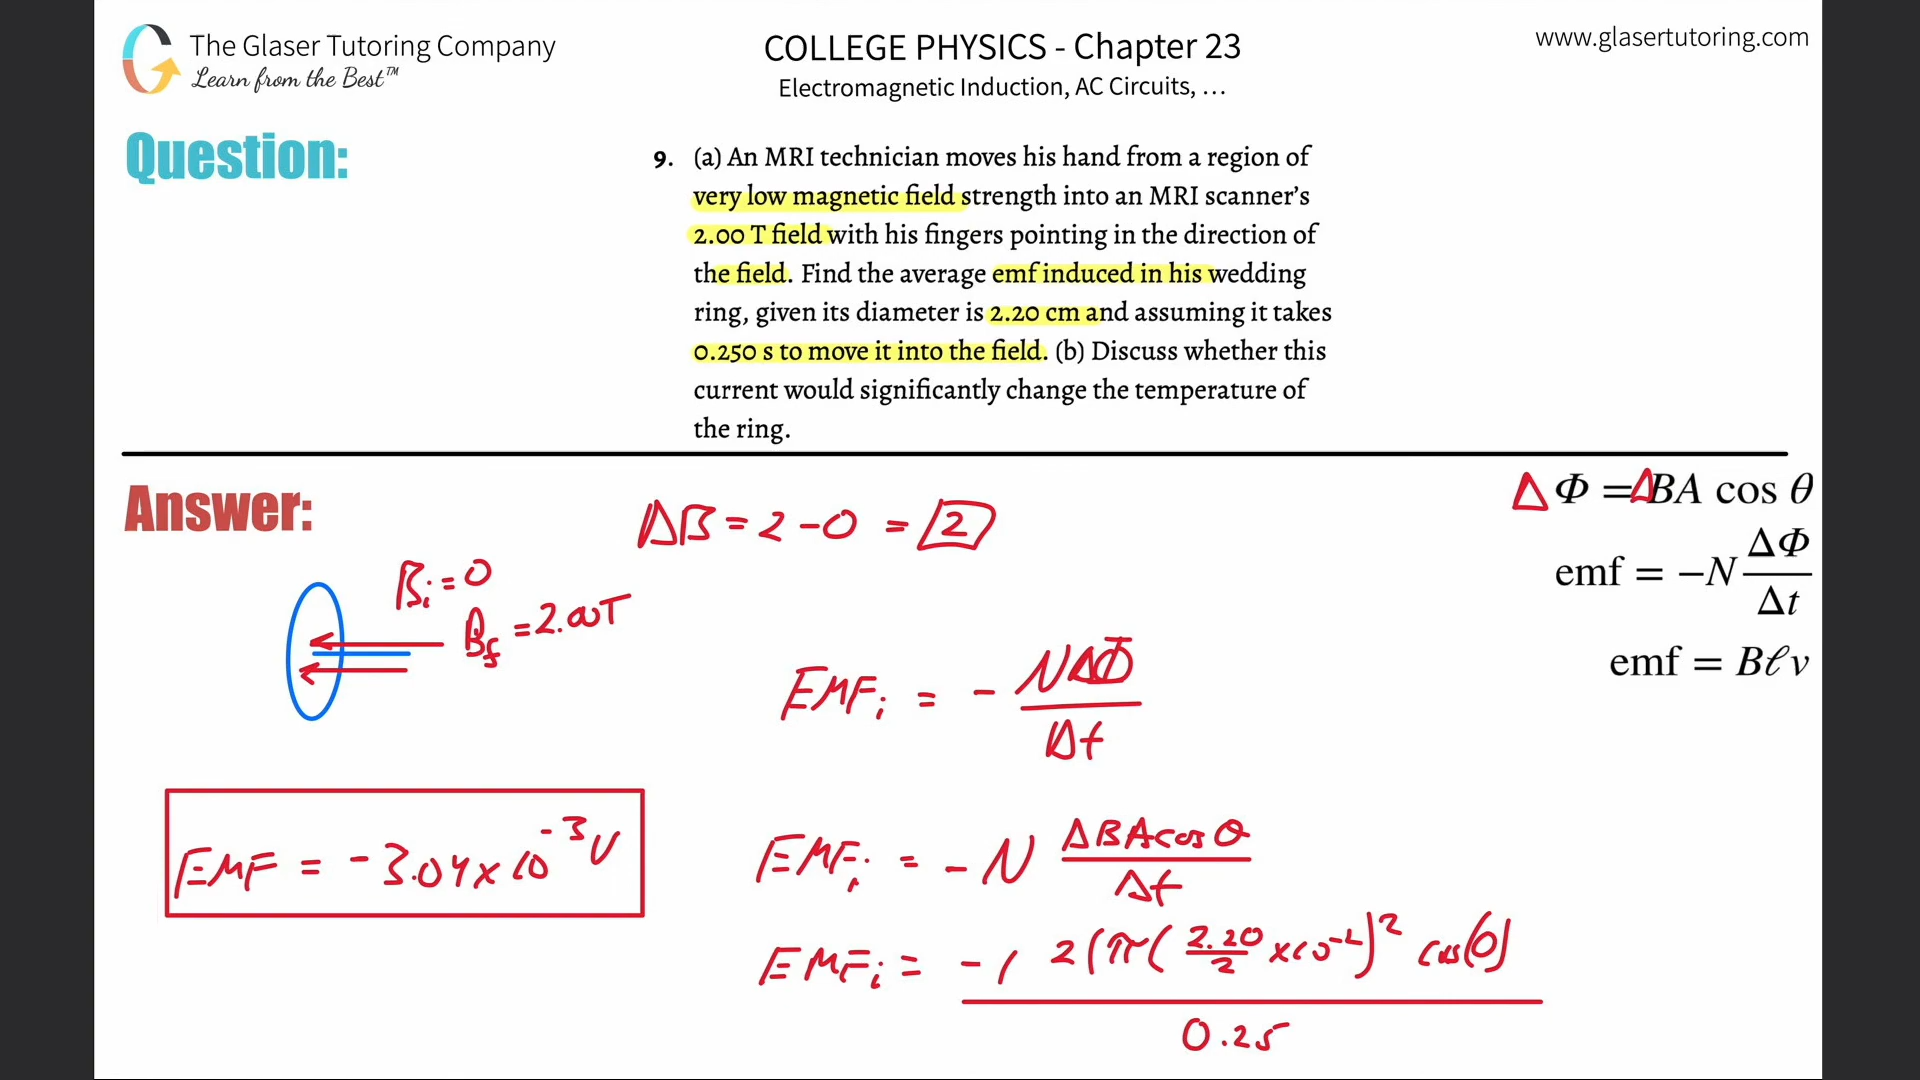 The Glaser Tutoring Company
Learn from the Best™
COLLEGE PHYSICS - Chapter 23
Electromagnetic Induction, AC Circuits, …
www.glasertutoring.com
Question:
9. (a) An MRI technician moves his hand from a region of
very low magnetic field strength into an MRI scanner’s
2.00 T field with his fingers pointing in the direction of
the field. Find the average emf induced in his wedding
ring, given its diameter is 2.20 cm and assuming it takes
0.250 s to move it into the field. (b) Discuss whether this
current would significantly change the temperature of
the ring.
Answer:
ΔB = 2 - 0 = 2
Bi = 0
Bf = 2.00T
EMFi = - NΔΦ
Δt
EMFi = - N ΔBAcosθ
Δt
EMFi = -1 2(π(2.20/2 x10^-2)^2 cos(0)
0.25
EMF = -3.04x10^-3 V
Δ Φ = ΔBA cos θ
emf = −N ΔΦ
Δt
emf = Bℓv